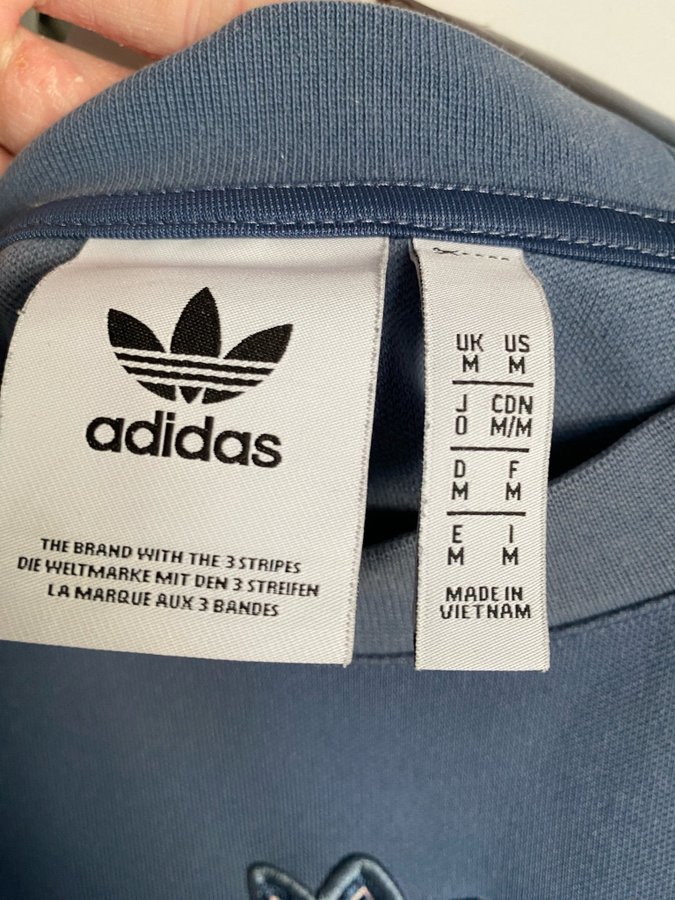 adidas
THE BRAND WITH THE 3 STRIPES
DIE WELTMARKE MIT DEN 3 STREIFEN
LA MARQUE AUX 3 BANDES
UK US
M M
J CDN
O M/M
D F
M M
E I
M M
MADE IN
VIETNAM